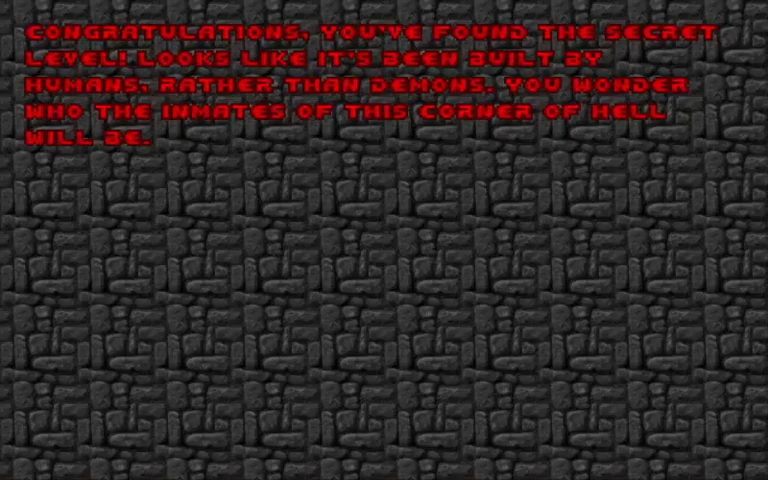 CONGRATULATIONS, YOU'VE FOUND THE SECRET
LEVEL! LOOKS LIKE IT'S BEEN BUILT BY
HUMANS, RATHER THAN DEMONS. YOU WONDER
WHO THE INMATES OF THIS CORNER OF HELL
WILL BE.